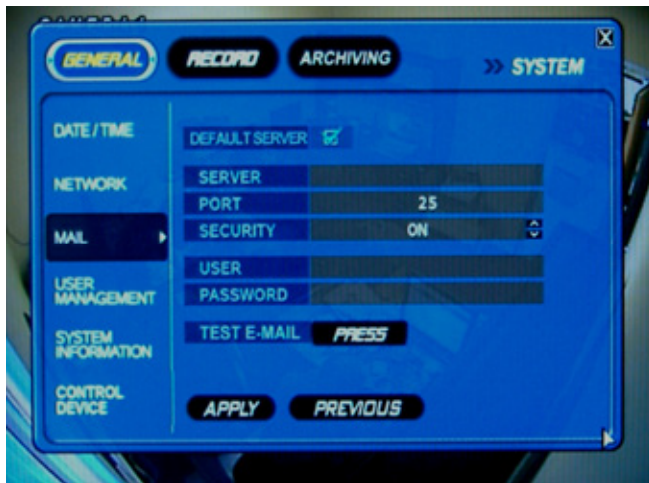 GENERAL RECORD ARCHIVING
>> SYSTEM
X
DATE / TIME
NETWORK
MAIL
USER MANAGEMENT
SYSTEM INFORMATION
CONTROL DEVICE
DEFAULT SERVER
SERVER
PORT 25
SECURITY ON
USER
PASSWORD
TEST E-MAIL PRESS
APPLY PREVIOUS